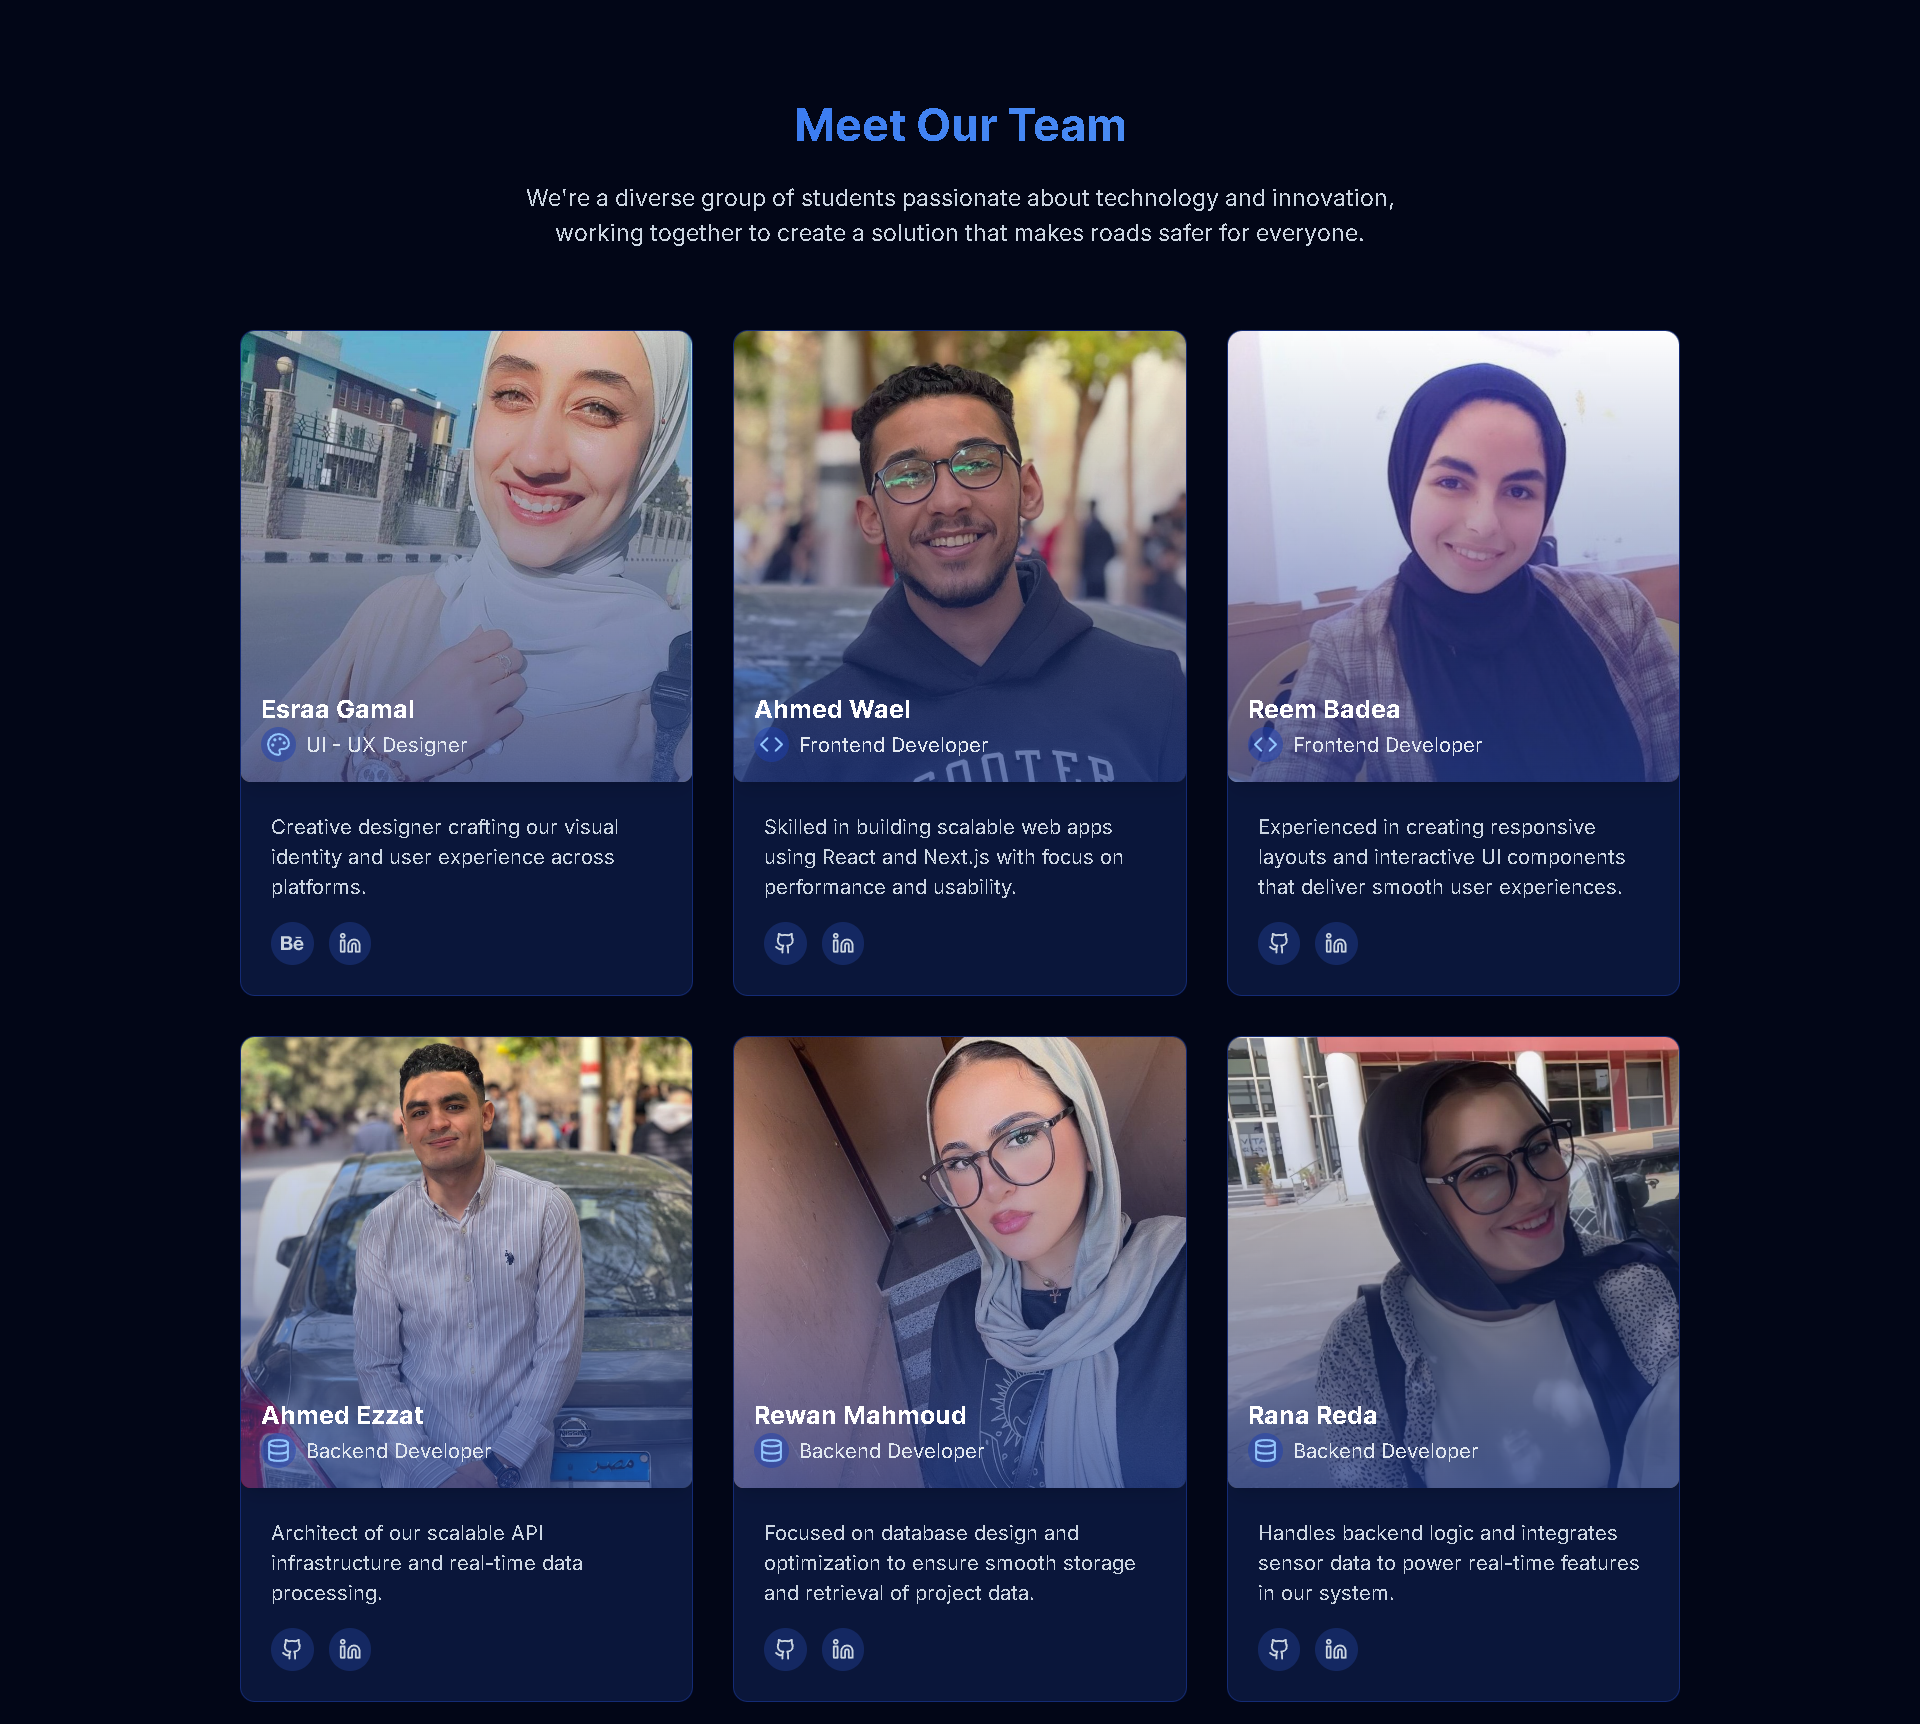 Meet Our Team
We're a diverse group of students passionate about technology and innovation,
working together to create a solution that makes roads safer for everyone.
Esraa Gamal
UI - UX Designer
Creative designer crafting our visual
identity and user experience across
platforms.
Bē in
Ahmed Wael
Frontend Developer
Skilled in building scalable web apps
using React and Next.js with focus on
performance and usability.
in
Reem Badea
Frontend Developer
Experienced in creating responsive
layouts and interactive UI components
that deliver smooth user experiences.
in
Ahmed Ezzat
Backend Developer
NISSAN
مصر
Architect of our scalable API
infrastructure and real-time data
processing.
in
Rewan Mahmoud
Backend Developer
Focused on database design and
optimization to ensure smooth storage
and retrieval of project data.
in
Rana Reda
Backend Developer
Handles backend logic and integrates
sensor data to power real-time features
in our system.
in